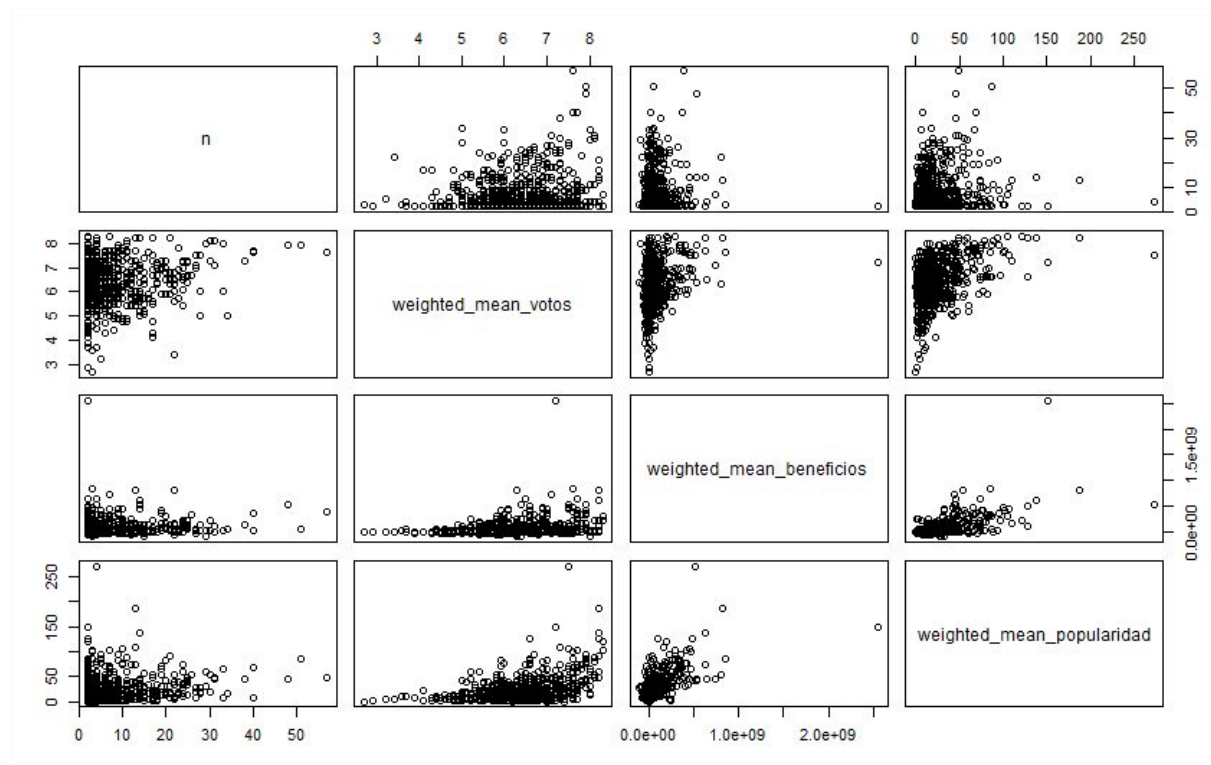 3 4 5 6 7 8 0 50 100 150 200 250
n
0 10 30 50
3 4 5 6 7 8
weighted_mean_votos
weighted_mean_beneficios
0.0e+00 1.5e+09
0 50 150 250
weighted_mean_popularidad
0 10 20 30 40 50 0.0e+00 1.0e+09 2.0e+09